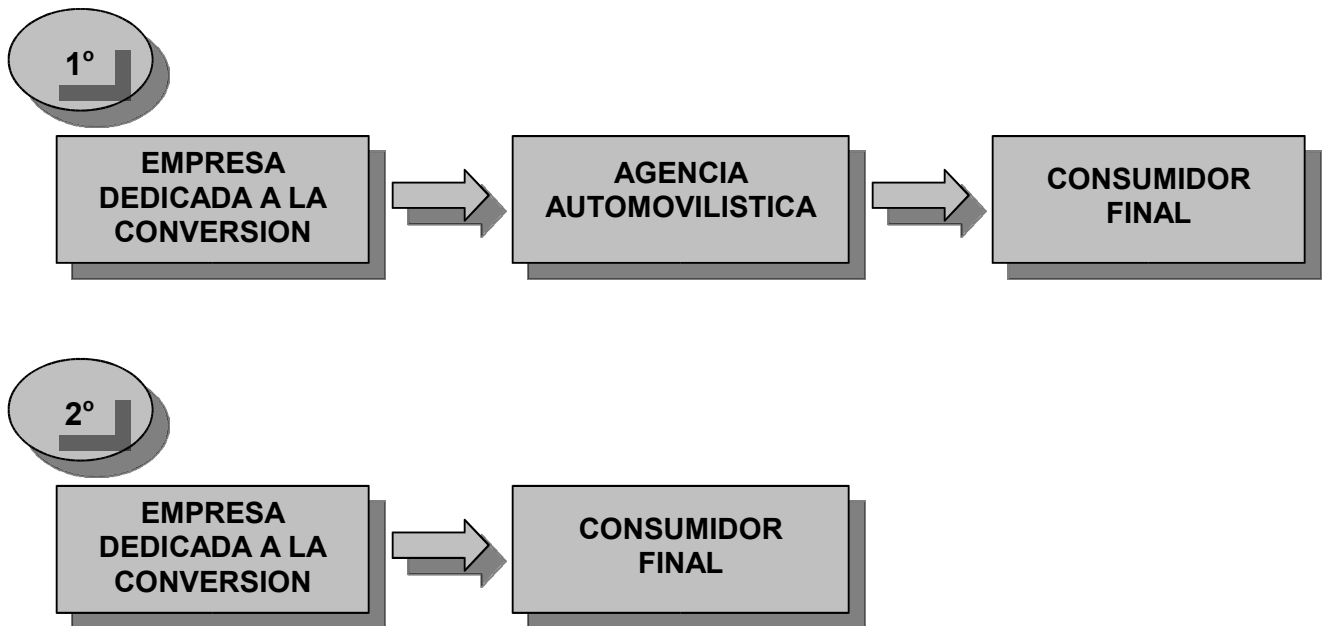 1º
EMPRESA
DEDICADA A LA
CONVERSION
AGENCIA
AUTOMOVILISTICA
CONSUMIDOR
FINAL
2º
EMPRESA
DEDICADA A LA
CONVERSION
CONSUMIDOR
FINAL